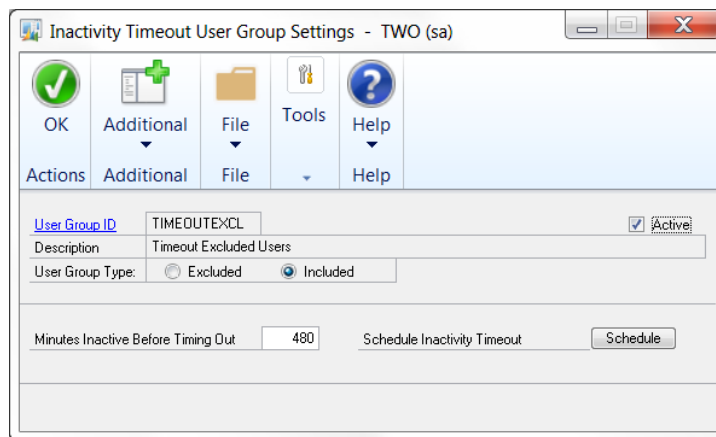 Inactivity Timeout User Group Settings - TWO (sa)
OK Additional File Tools Help
Actions Additional File Help
User Group ID TIMEOUTEXCL Active
Description Timeout Excluded Users
User Group Type: Excluded Included
Minutes Inactive Before Timing Out 480 Schedule Inactivity Timeout Schedule